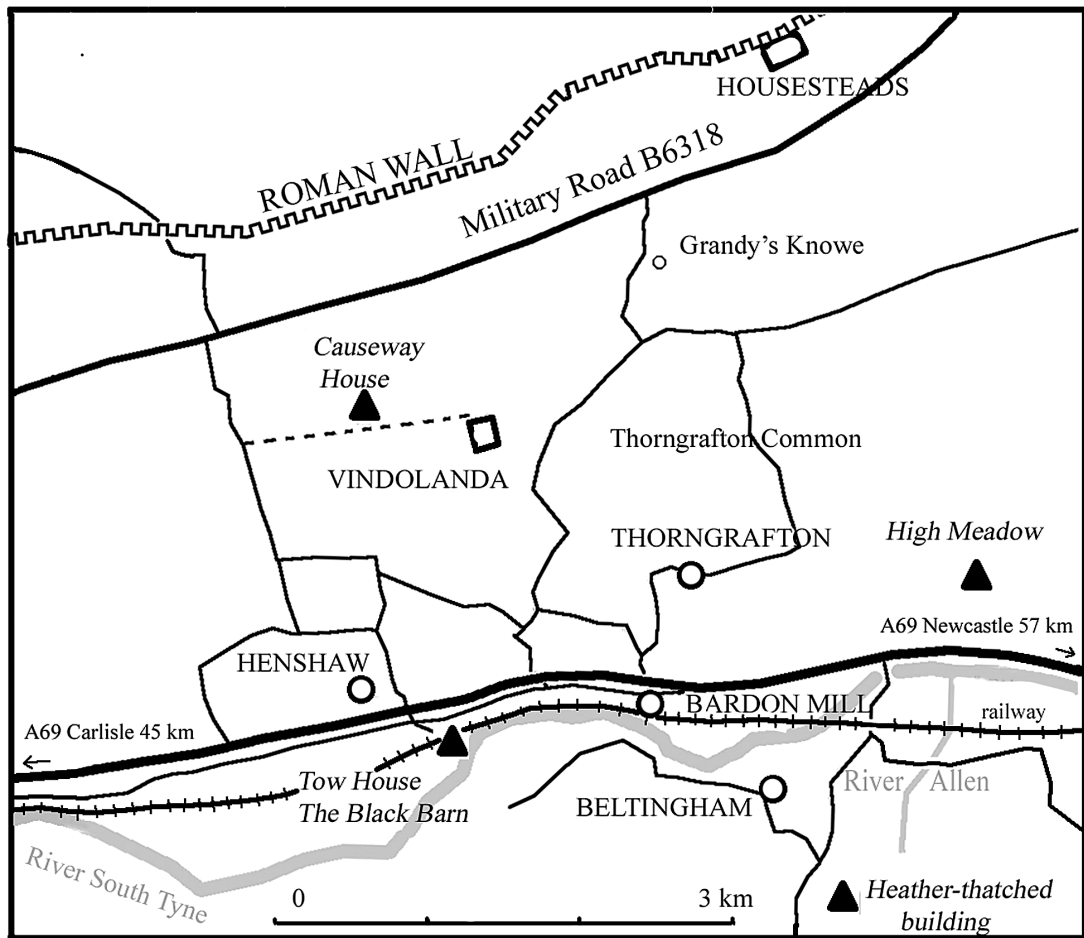 HOUSESTEADS
ROMAN WALL
Military Road B6318
Grandy's Knowe
Causeway
House
Thorngrafton Common
VINDOLANDA
THORNGRAFTON
High Meadow
A69 Newcastle 57 km
HENSHAW
BARDON MILL
railway
A69 Carlisle 45 km
Tow House
The Black Barn
BELTINGHAM
River Allen
River South Tyne
0 3 km
Heather-thatched
building